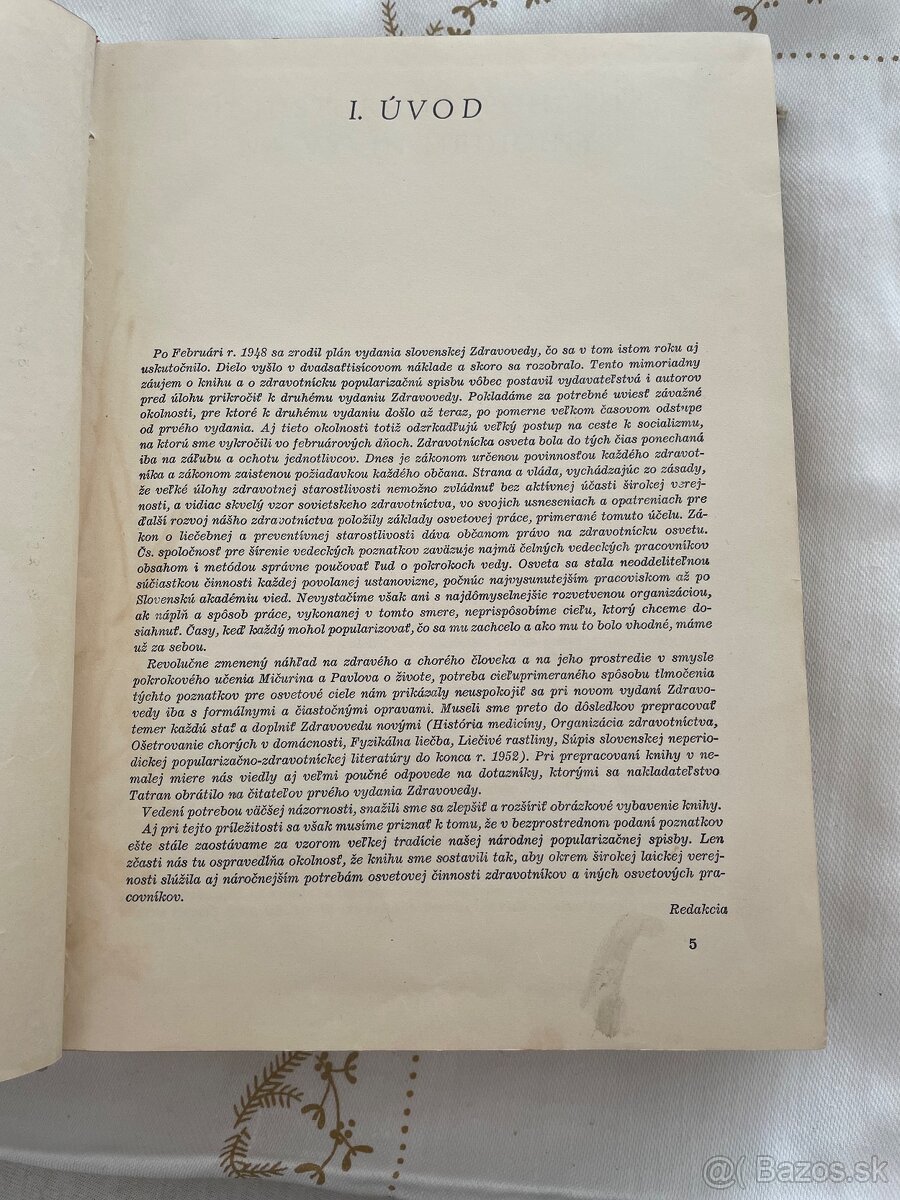 I. ÚVOD
Po Februári r. 1948 sa zrodil plán vydania slovenskej Zdravovedy, čo sa v tom istom roku aj
uskutočnilo. Dielo vyšlo v dvadsaťtisícovom náklade a skoro sa rozobralo. Tento mimoriadny
záujem o knihu a o zdravotnícku popularizačnú spisbu vôbec postavil vydavateľstvá i autorov
pred úlohu prikročiť k druhému vydaniu Zdravovedy. Pokladáme za potrebné uviesť závažné
okolnosti, pre ktoré k druhému vydaniu došlo až teraz, po pomerne veľkom časovom odstupe
od prvého vydania. Aj tieto okolnosti totiž odzrkadľujú veľký postup na ceste k socializmu,
na ktorú sme vykročili vo februárových dňoch. Zdravotnícka osveta bola do tých čias ponechaná
iba na záľubu a ochotu jednotlivcov. Dnes je zákonom určenou povinnosťou každého zdravot-
níka a zákonom zaistenou požiadavkou každého občana. Strana a vláda, vychádzajúc zo zásady,
že veľké úlohy zdravotnej starostlivosti nemožno zvládnuť bez aktívnej účasti širokej verej-
nosti, a vidiac skvelý vzor sovietskeho zdravotníctva, vo svojich usneseniach a opatreniach pre
ďalší rozvoj nášho zdravotníctva položily základy osvetovej práce, primerané tomuto účelu. Zá-
kon o liečebnej a preventívnej starostlivosti dáva občanom právo na zdravotnícku osvetu.
Čs. spoločnosť pre šírenie vedeckých poznatkov zaväzuje najmä čelných vedeckých pracovníkov
obsahom i metódou správne poučovať ľud o pokrokoch vedy. Osveta sa stala neoddeliteľnou
súčiastkou činnosti každej povolanej ustanovizne, počnúc najvysunutejším pracoviskom až po
Slovenskú akadémiu vied. Nevystačíme však ani s najdômyselnejšie rozvetvenou organizáciou,
ak náplň a spôsob práce, vykonanej v tomto smere, neprispôsobíme cieľu, ktorý chceme do-
siahnuť. Časy, keď každý mohol popularizovať, čo sa mu zachcelo a ako mu to bolo vhodné, máme
už za sebou.
Revolučne zmenený náhľad na zdravého a chorého človeka a na jeho prostredie v smysle
pokrokového učenia Mičurina a Pavlova o živote, potreba cieľuprimeraného spôsobu tlmočenia
týchto poznatkov pre osvetové ciele nám prikázaly neuspokojiť sa pri novom vydaní Zdravo-
vedy iba s formálnymi a čiastočnými opravami. Museli sme preto do dôsledkov prepracovať
temer každú stať a doplniť Zdravovedu novými (História medicíny, Organizácia zdravotníctva,
Ošetrovanie chorých v domácnosti, Fyzikálna liečba, Liečivé rastliny, Súpis slovenskej neperio-
dickej popularizačno-zdravotníckej literatúry do konca r. 1952). Pri prepracovaní knihy v ne-
malej miere nás viedly aj veľmi poučné odpovede na dotazníky, ktorými sa nakladateľstvo
Tatran obrátilo na čitateľov prvého vydania Zdravovedy.
Vedení potrebou väčšej názornosti, snažili sme sa zlepšiť a rozšíriť obrázkové vybavenie knihy.
Aj pri tejto príležitosti sa však musíme priznať k tomu, že v bezprostrednom podaní poznatkov
ešte stále zaostávame za vzorom veľkej tradície našej národnej popularizačnej spisby. Len
zčasti nás tu ospravedlňa okolnosť, že knihu sme sostavili tak, aby okrem širokej laickej verej-
nosti slúžila aj náročnejším potrebám osvetovej činnosti zdravotníkov a iných osvetových pra-
covníkov.
Redakcia
5
@( Bazos.sk